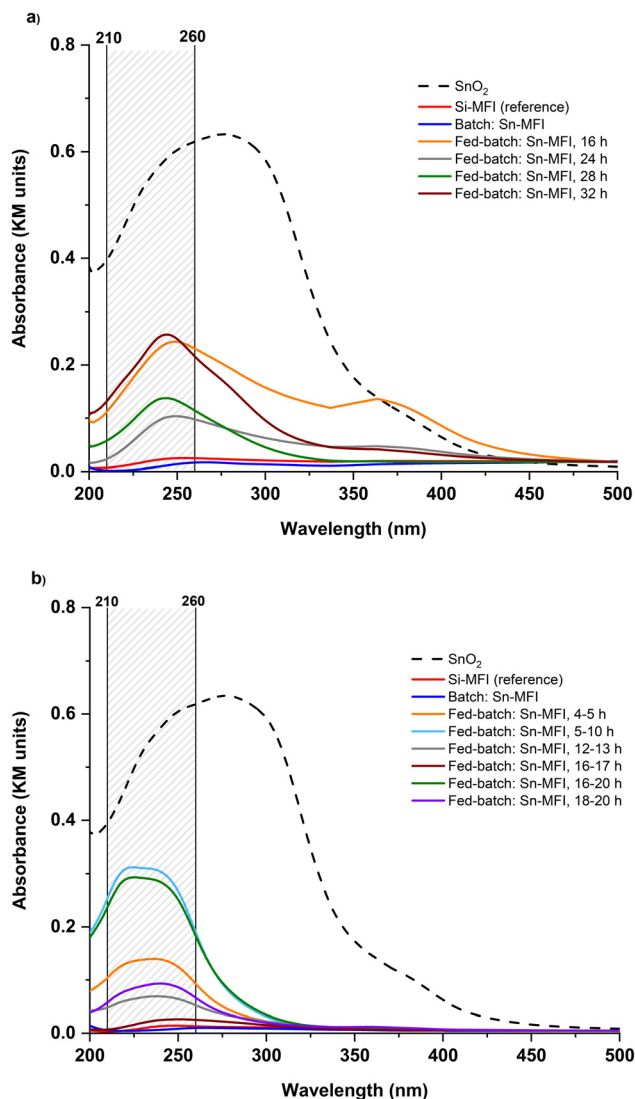 a)
210 260
0.8
0.6
0.4
0.2
0.0
Absorbance (KM units)
SnO₂
Si-MFI (reference)
Batch: Sn-MFI
Fed-batch: Sn-MFI, 16 h
Fed-batch: Sn-MFI, 24 h
Fed-batch: Sn-MFI, 28 h
Fed-batch: Sn-MFI, 32 h
200 250 300 350 400 450 500
Wavelength (nm)
b)
210 260
0.8
0.6
0.4
0.2
0.0
Absorbance (KM units)
SnO₂
Si-MFI (reference)
Batch: Sn-MFI
Fed-batch: Sn-MFI, 4-5 h
Fed-batch: Sn-MFI, 5-10 h
Fed-batch: Sn-MFI, 12-13 h
Fed-batch: Sn-MFI, 16-17 h
Fed-batch: Sn-MFI, 16-20 h
Fed-batch: Sn-MFI, 18-20 h
200 250 300 350 400 450 500
Wavelength (nm)